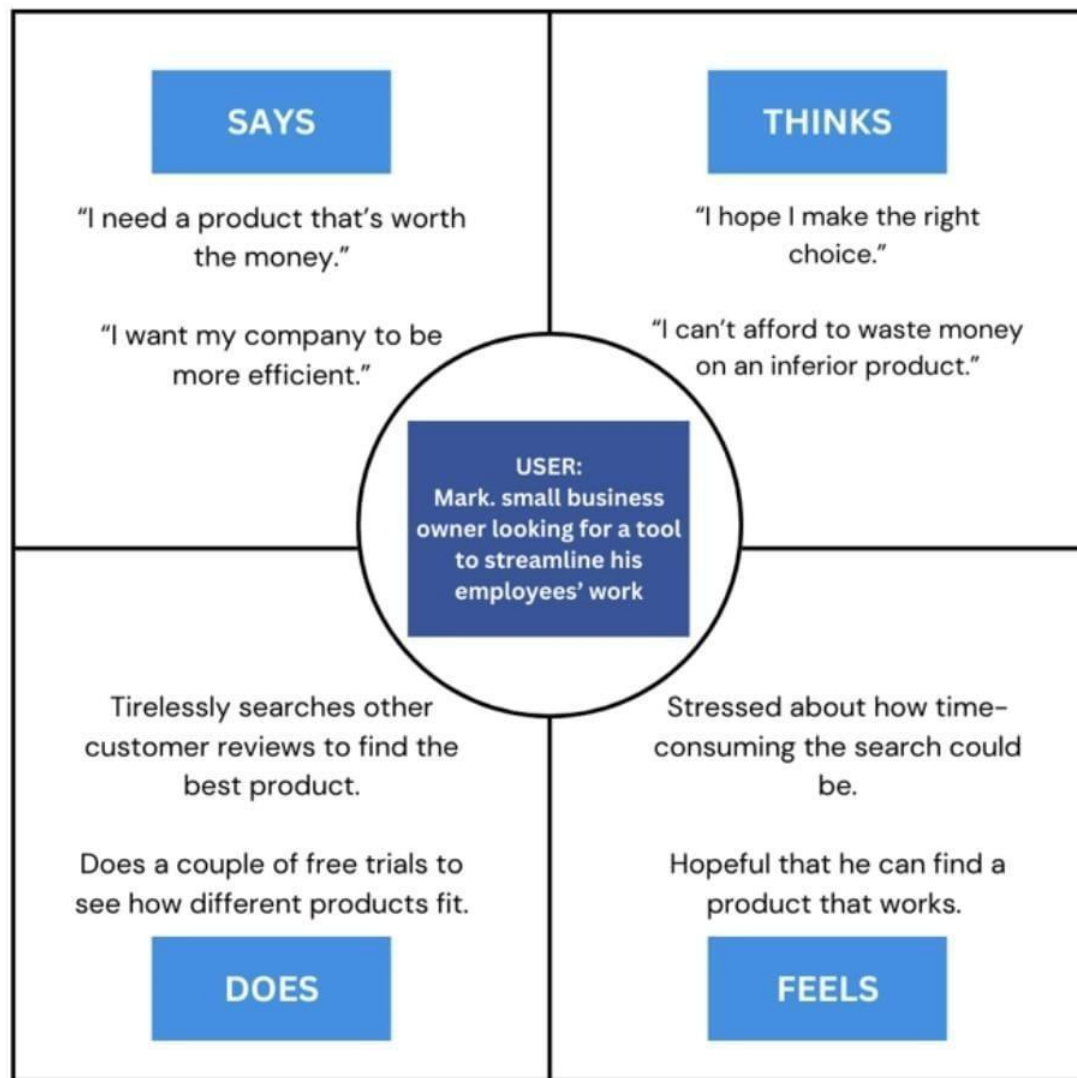 SAYS
“I need a product that’s worth
the money.”
“I want my company to be
more efficient.”
THINKS
“I hope I make the right
choice.”
“I can’t afford to waste money
on an inferior product.”
USER:
Mark. small business
owner looking for a tool
to streamline his
employees’ work
Tirelessly searches other
customer reviews to find the
best product.
Does a couple of free trials to
see how different products fit.
DOES
Stressed about how time-
consuming the search could
be.
Hopeful that he can find a
product that works.
FEELS